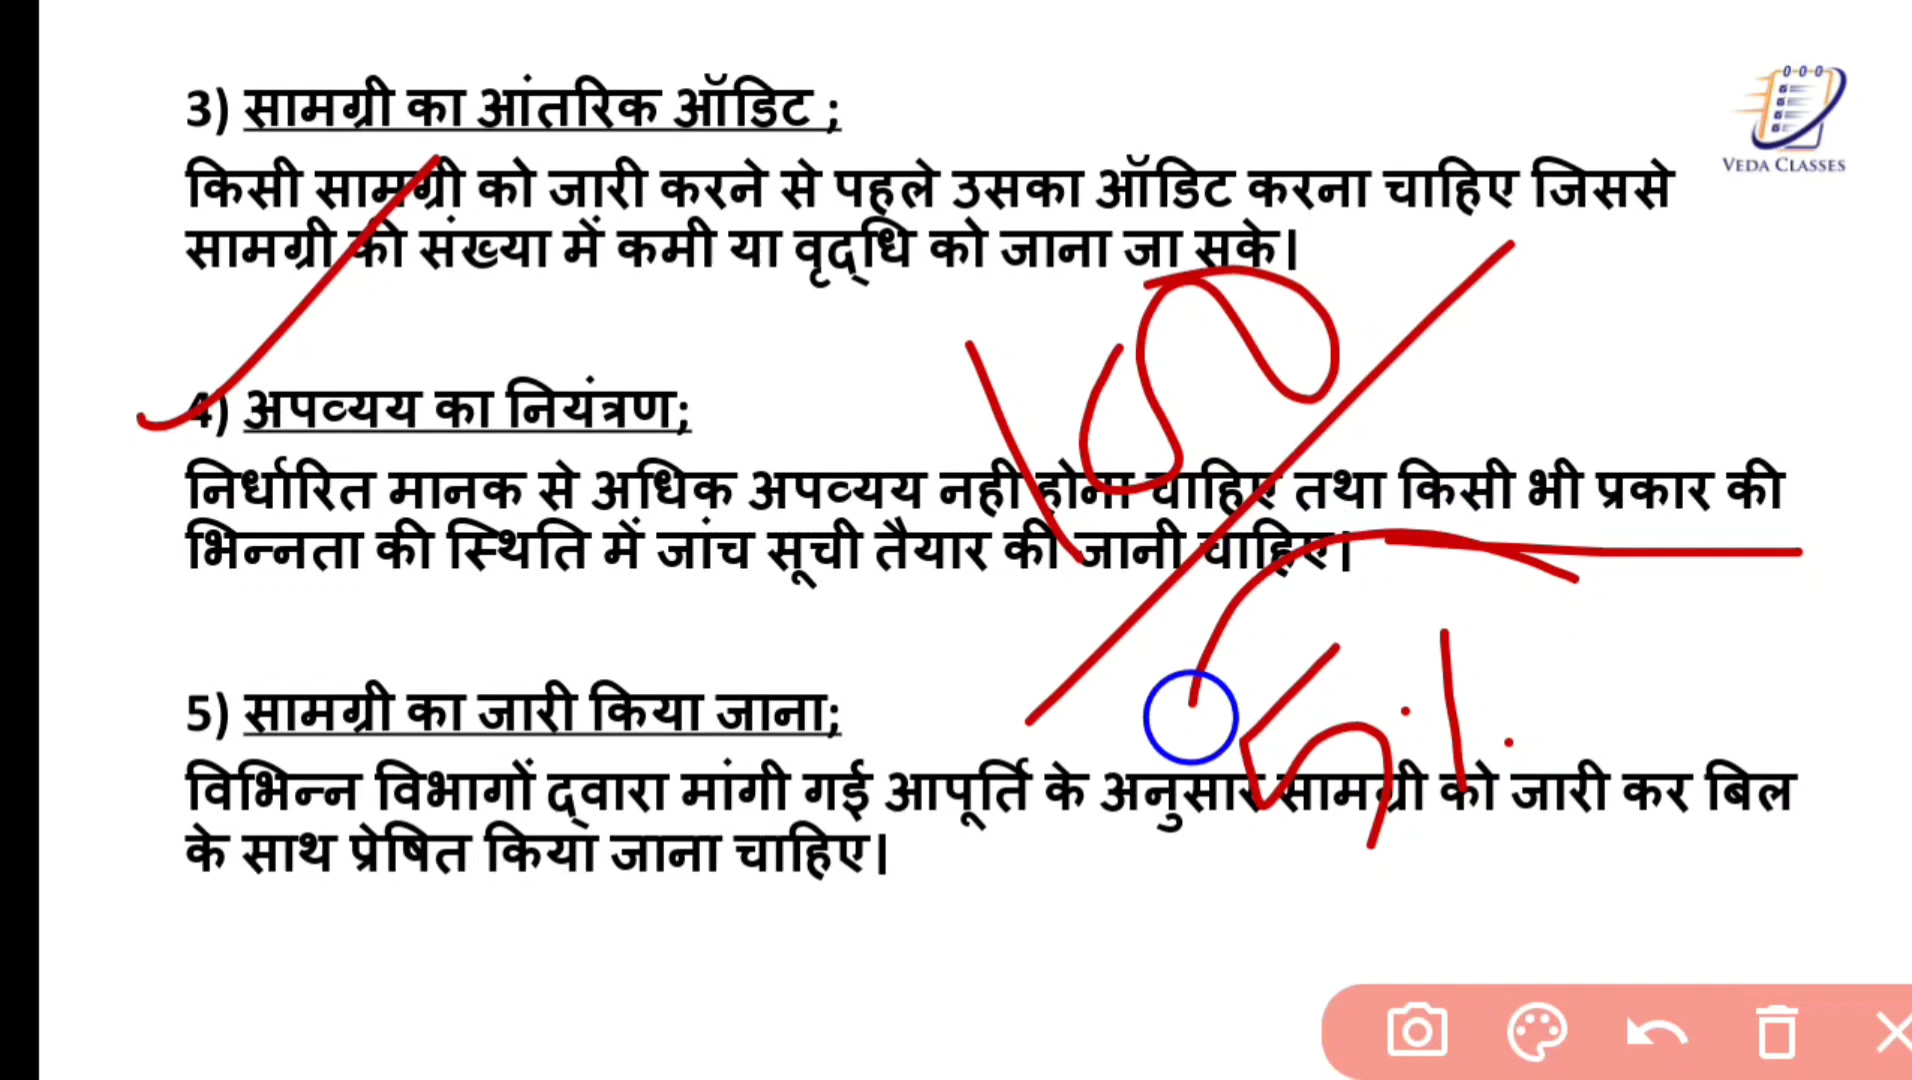 3) सामग्री का आंतरिक ऑडिट ;
VEDA CLASSES
किसी सामग्री को जारी करने से पहले उसका ऑडिट करना चाहिए जिससे
सामग्री की संख्या में कमी या वृद्धि को जाना जा सके।
4) अपव्यय का नियंत्रण;
निर्धारित मानक से अधिक अपव्यय नही होना चाहिए तथा किसी भी प्रकार की
भिन्नता की स्थिति में जांच सूची तैयार की जानी चाहिए।
5) सामग्री का जारी किया जाना;
विभिन्न विभागों द्वारा मांगी गई आपूर्ति के अनुसार सामग्री को जारी कर बिल
के साथ प्रेषित किया जाना चाहिए।